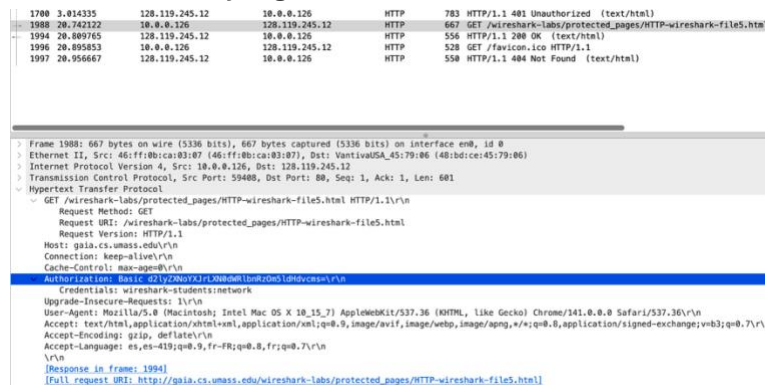 1700 3.014335 128.119.245.12 10.0.0.126 HTTP 783 HTTP/1.1 401 Unauthorized (text/html)
1988 20.742122 10.0.0.126 128.119.245.12 HTTP 667 GET /wireshark-labs/protected_pages/HTTP-wireshark-file5.htm
1994 20.809765 128.119.245.12 10.0.0.126 HTTP 556 HTTP/1.1 200 OK (text/html)
1996 20.895853 10.0.0.126 128.119.245.12 HTTP 528 GET /favicon.ico HTTP/1.1
1997 20.956667 128.119.245.12 10.0.0.126 HTTP 550 HTTP/1.1 404 Not Found (text/html)
Frame 1988: 667 bytes on wire (5336 bits), 667 bytes captured (5336 bits) on interface en0, id 0
Ethernet II, Src: 46:ff:0b:ca:03:07 (46:ff:0b:ca:03:07), Dst: VantivaUSA_45:79:06 (48:bd:ce:45:79:06)
Internet Protocol Version 4, Src: 10.0.0.126, Dst: 128.119.245.12
Transmission Control Protocol, Src Port: 59408, Dst Port: 80, Seq: 1, Ack: 1, Len: 601
Hypertext Transfer Protocol
GET /wireshark-labs/protected_pages/HTTP-wireshark-file5.html HTTP/1.1\r\n
Request Method: GET
Request URI: /wireshark-labs/protected_pages/HTTP-wireshark-file5.html
Request Version: HTTP/1.1
Host: gaia.cs.umass.edu\r\n
Connection: keep-alive\r\n
Cache-Control: max-age=0\r\n
Authorization: Basic d2lyZXNoYXJrLXN0dWRlbnRzOm5ldHdvcms=\r\n
Credentials: wireshark-students:network
Upgrade-Insecure-Requests: 1\r\n
User-Agent: Mozilla/5.0 (Macintosh; Intel Mac OS X 10_15_7) AppleWebKit/537.36 (KHTML, like Gecko) Chrome/141.0.0.0 Safari/537.36\r\n
Accept: text/html,application/xhtml+xml,application/xml;q=0.9,image/avif,image/webp,image/apng,*/*;q=0.8,application/signed-exchange;v=b3;q=0.7\r\
Accept-Encoding: gzip, deflate\r\n
Accept-Language: es,es-419;q=0.9,fr-FR;q=0.8,fr;q=0.7\r\n
\r\n
[Response in frame: 1994]
[Full request URI: http://gaia.cs.umass.edu/wireshark-labs/protected_pages/HTTP-wireshark-file5.html]